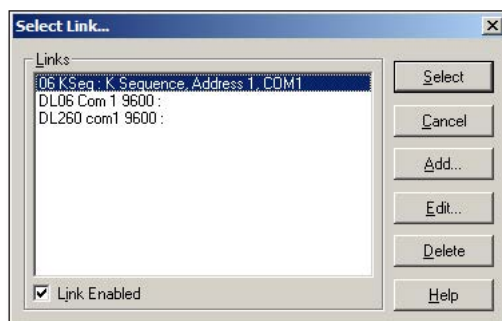 Select Link...
Links
06 KSeq : K Sequence, Address 1, COM1
DL06 Com 1 9600 :
DL260 com1 9600 :
Link Enabled
Select
Cancel
Add...
Edit...
Delete
Help